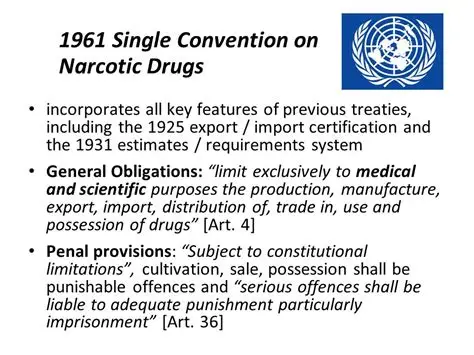 1961 Single Convention on
Narcotic Drugs
• incorporates all key features of previous treaties,
including the 1925 export / import certification and
the 1931 estimates / requirements system
• General Obligations: “limit exclusively to medical
and scientific purposes the production, manufacture,
export, import, distribution of, trade in, use and
possession of drugs” [Art. 4]
• Penal provisions: “Subject to constitutional
limitations”, cultivation, sale, possession shall be
punishable offences and “serious offences shall be
liable to adequate punishment particularly
imprisonment” [Art. 36]